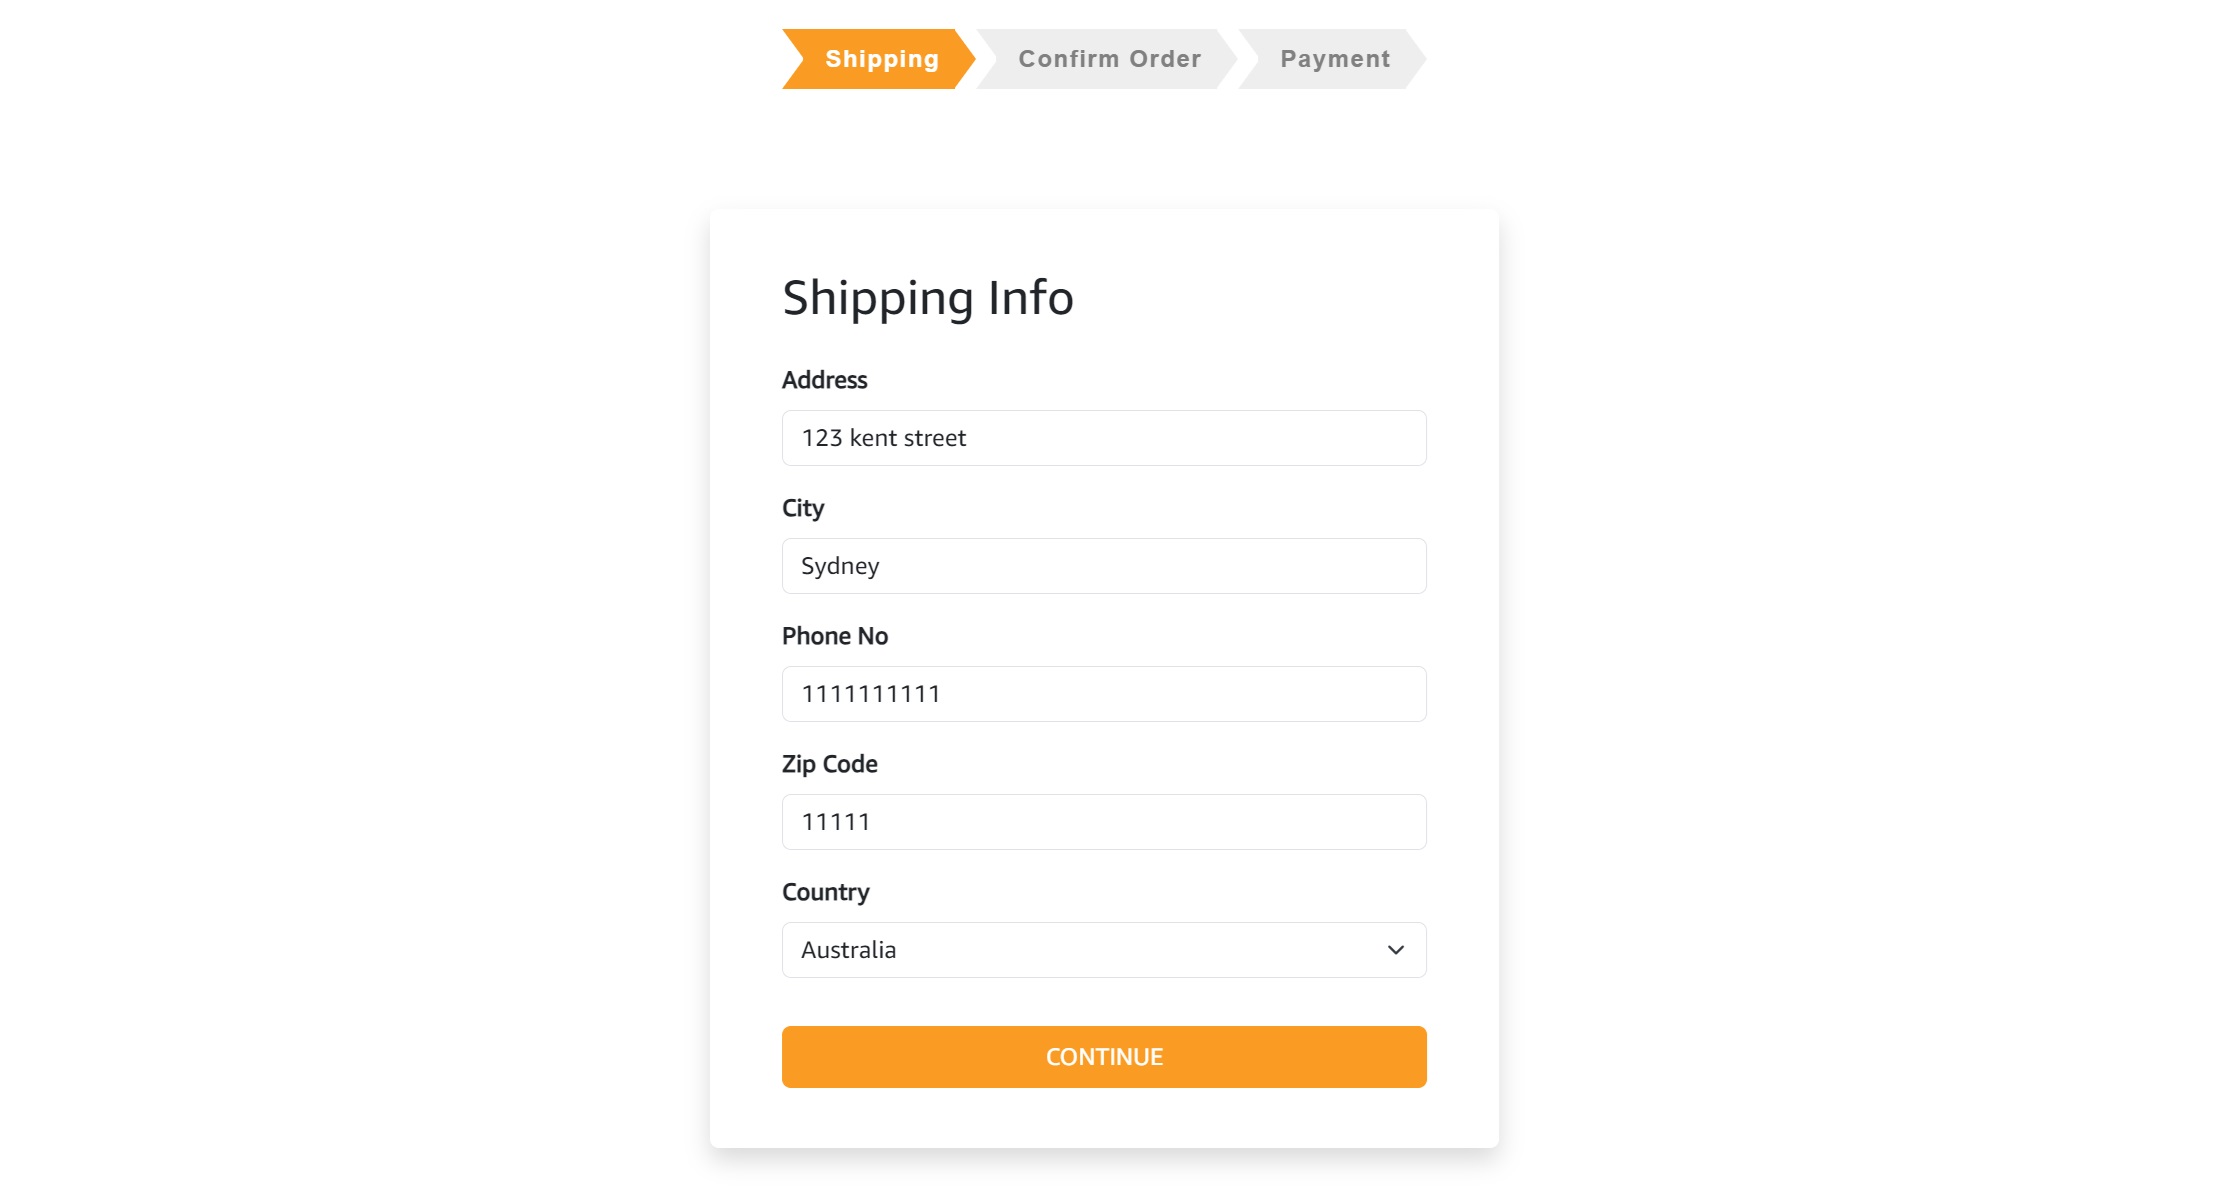 Shipping
Confirm Order
Payment
Shipping Info
Address
123 kent street
City
Sydney
Phone No
1111111111
Zip Code
11111
Country
Australia
CONTINUE